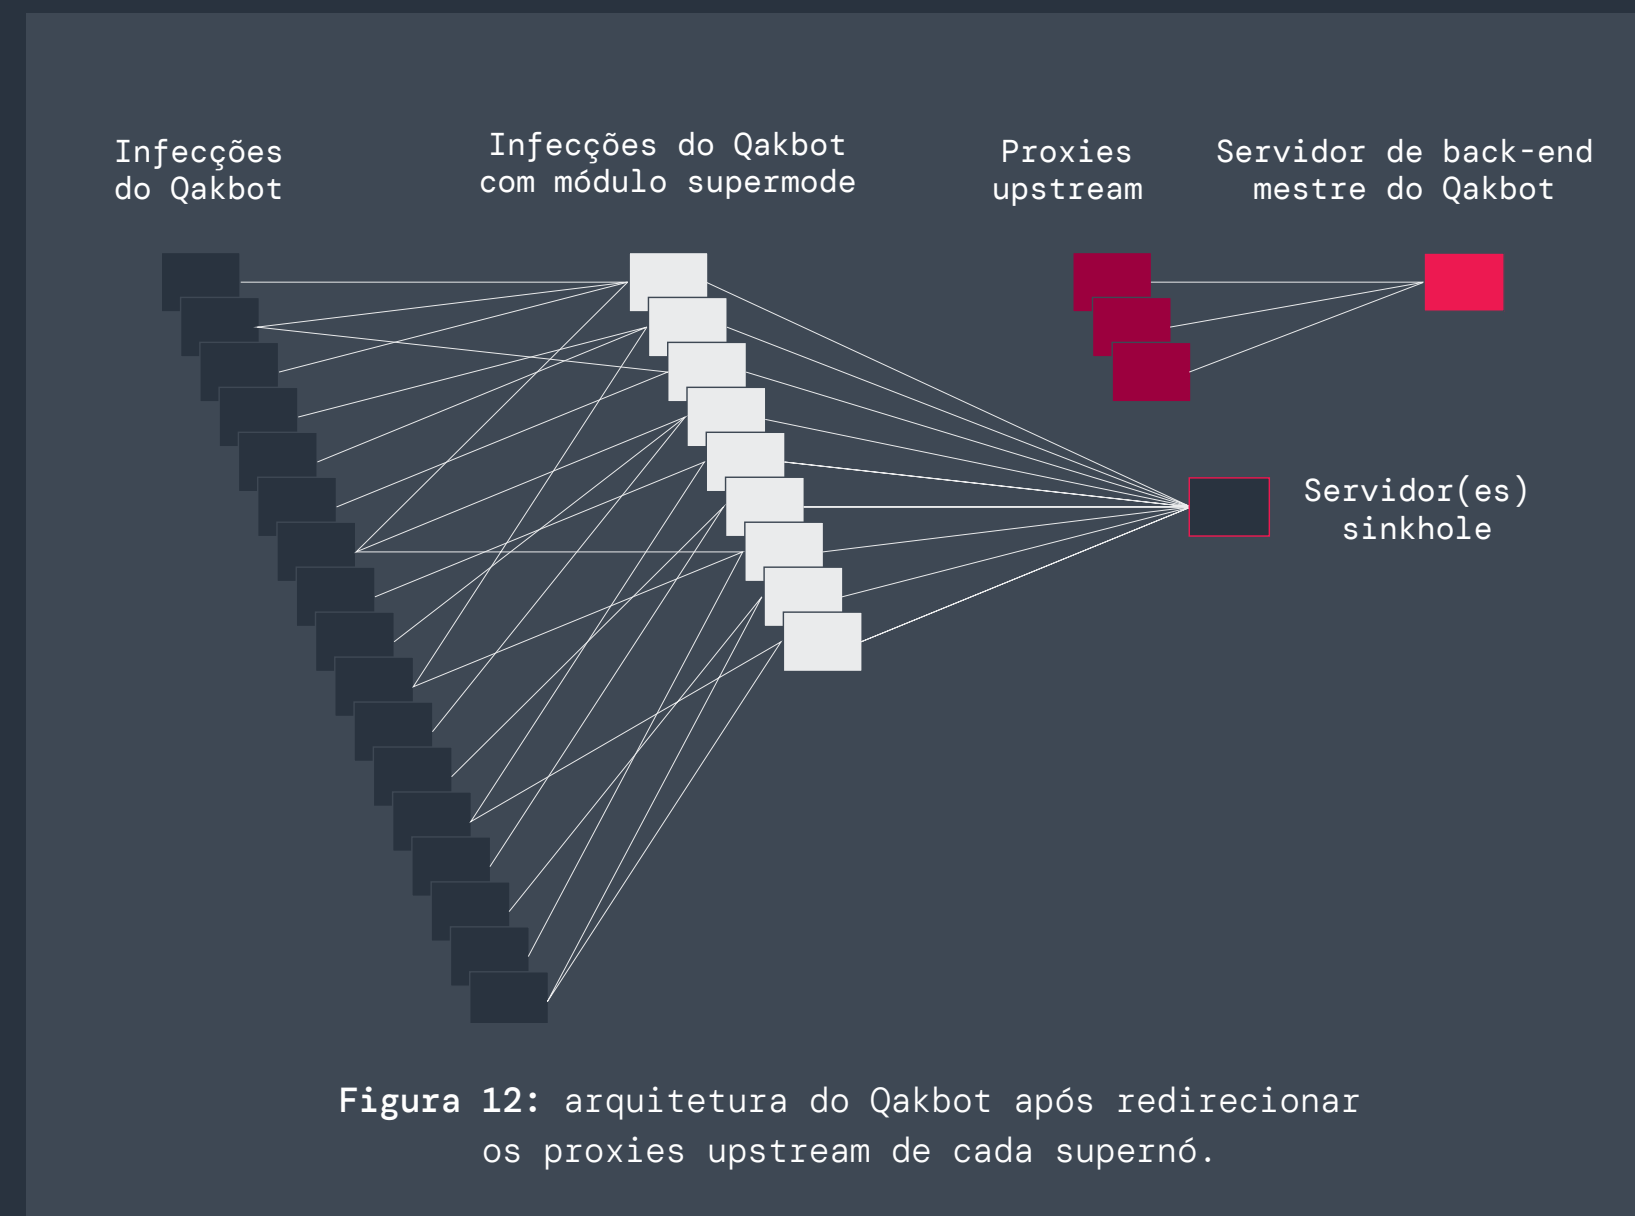 Infecções
do Qakbot
Infecções do Qakbot
com módulo supermode
Proxies
upstream
Servidor de back-end
mestre do Qakbot
Servidor(es)
sinkhole
Figura 12: arquitetura do Qakbot após redirecionar
os proxies upstream de cada supernó.